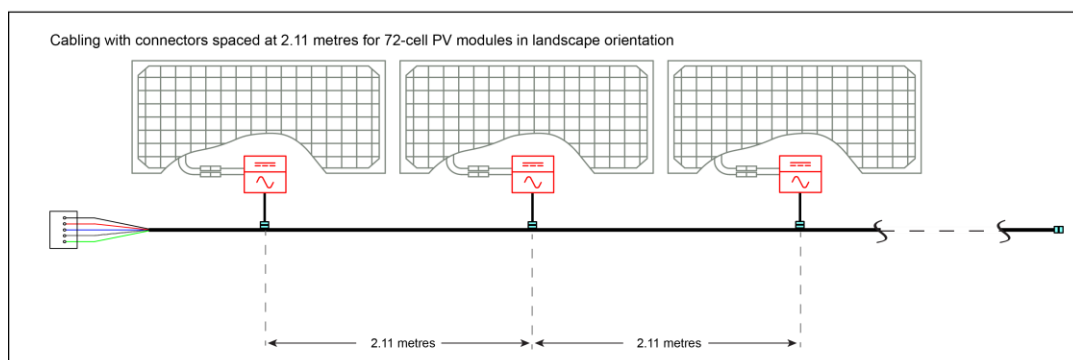 Cabling with connectors spaced at 2.11 metres for 72-cell PV modules in landscape orientation
2.11 metres
2.11 metres